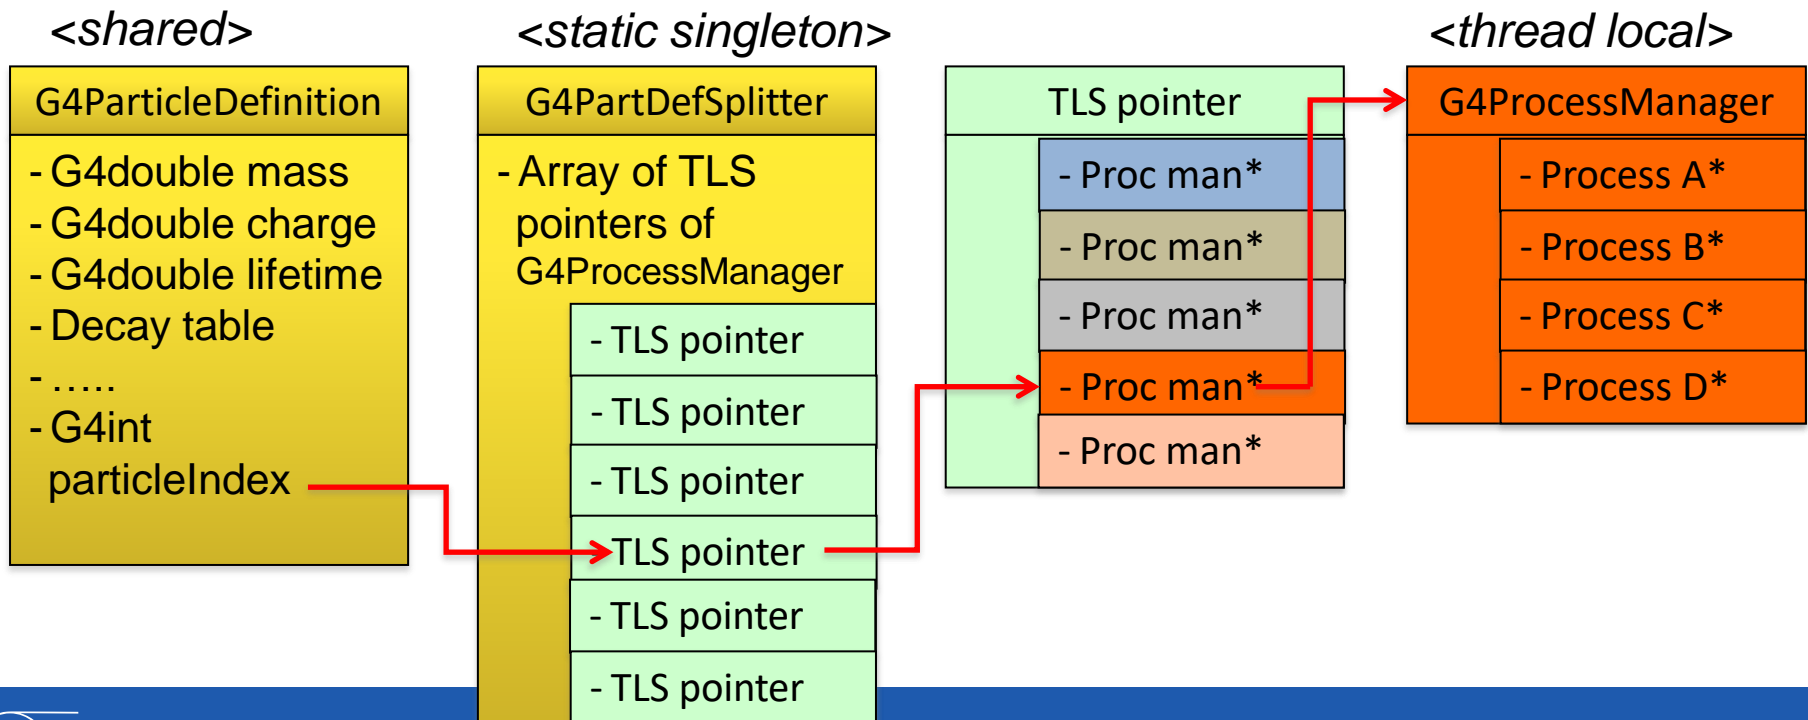 <shared>
G4ParticleDefinition
- G4double mass
- G4double charge
- G4double lifetime
- Decay table
- .....
- G4int
particleIndex
<static singleton>
G4PartDefSplitter
- Array of TLS
pointers of
G4ProcessManager
- TLS pointer
- TLS pointer
- TLS pointer
TLS pointer
- TLS pointer
- TLS pointer
TLS pointer
- Proc man*
- Proc man*
- Proc man*
- Proc man*
- Proc man*
<thread local>
G4ProcessManager
- Process A*
- Process B*
- Process C*
- Process D*